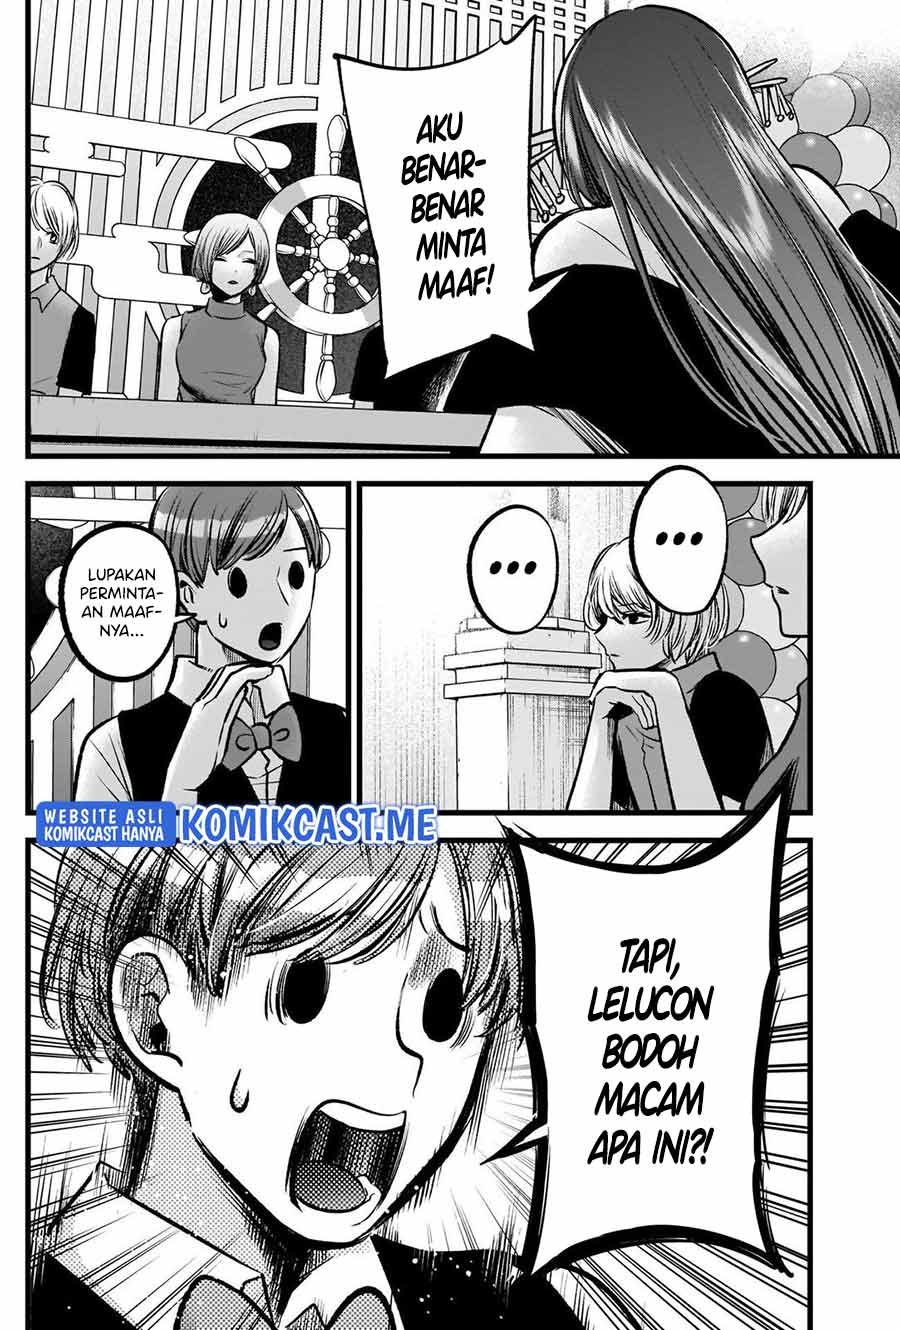 AKU
BENAR-
BENAR
MINTA
MAAF!
...
...
LUPAKAN
PERMINTA-
AN MAAF-
NYA...
WEBSITE ASLI
KOMIKCAST HANYA
KOMIKCAST.ME
TAPI,
LELUCON
BODOH
MACAM
APA INI?!